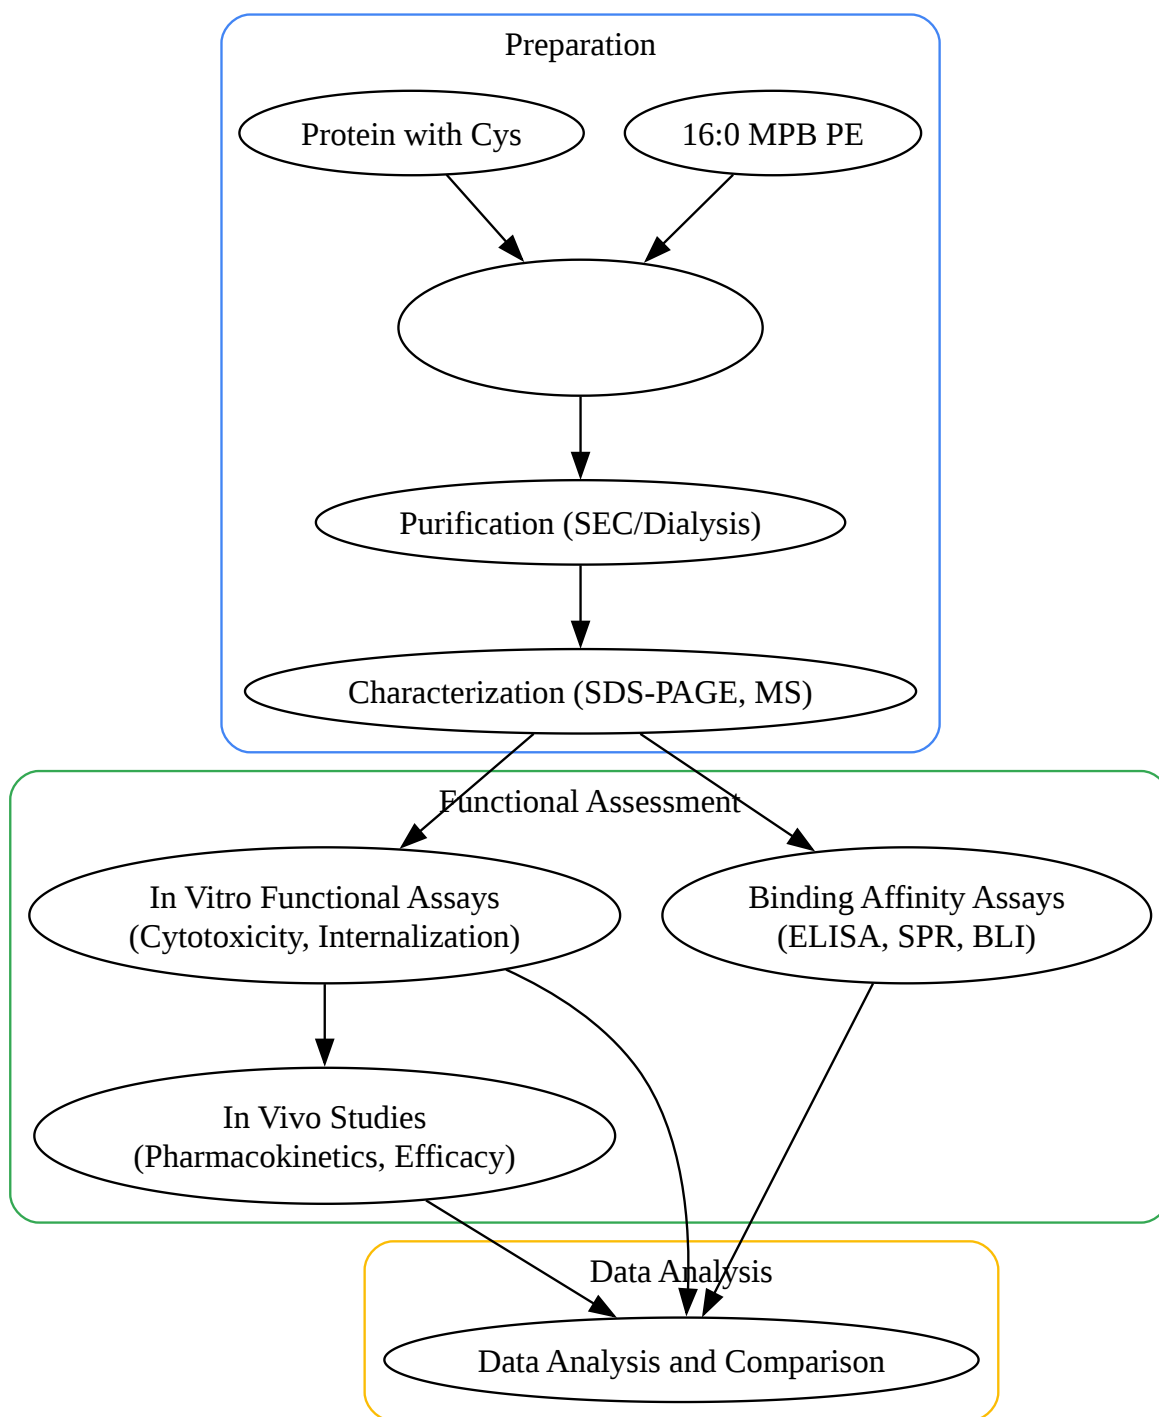 Preparation
Protein with Cys
16:0 MPB PE
Purification (SEC/Dialysis)
Characterization (SDS-PAGE, MS)
Functional Assessment
In Vitro Functional Assays
(Cytotoxicity, Internalization)
Binding Affinity Assays
(ELISA, SPR, BLI)
In Vivo Studies
(Pharmacokinetics, Efficacy)
Data Analysis
Data Analysis and Comparison